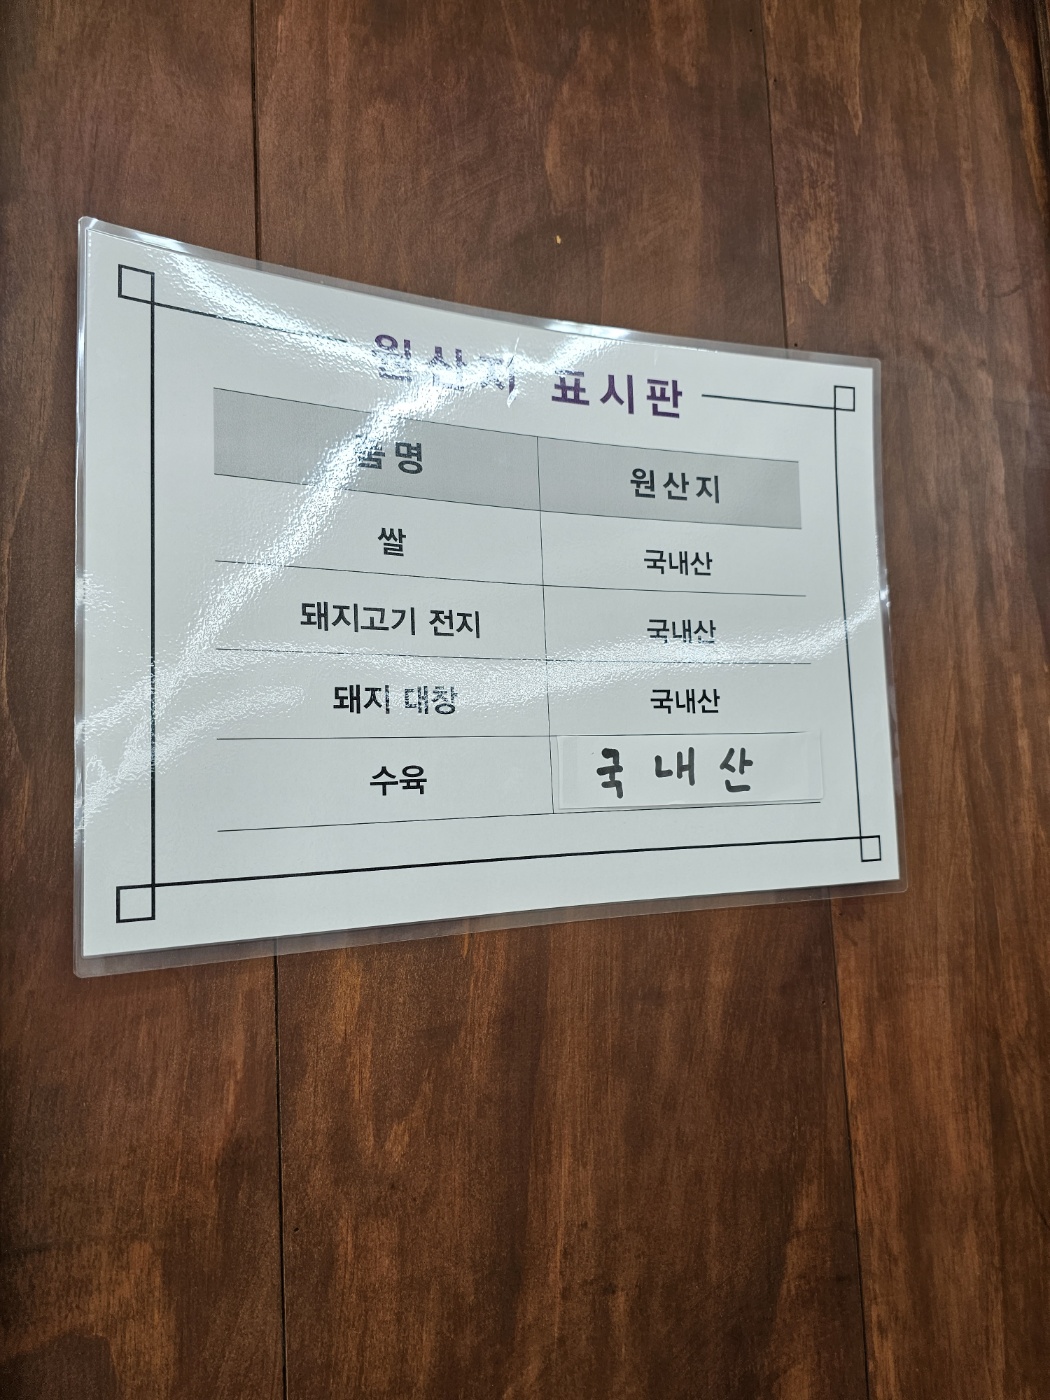 원산지 표시판
품명 원산지
쌀 국내산
돼지고기 전지 국내산
돼지 대창 국내산
수육 국내산